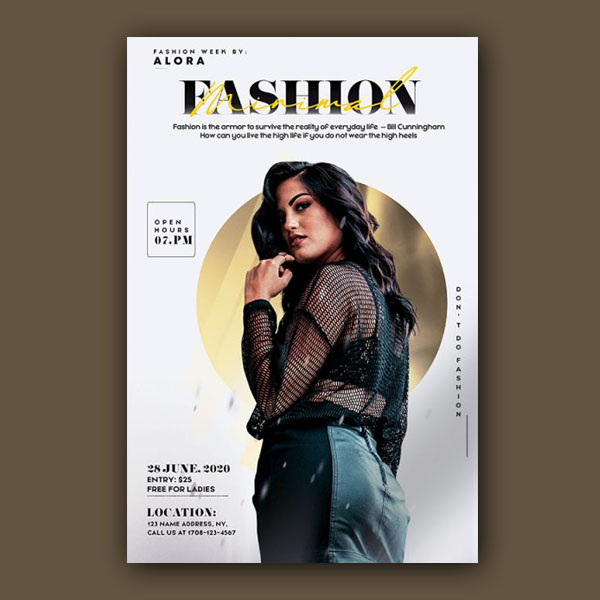 FASHION WEEK BY:
ALORA
FASHION
Minimal
Fashion is the armor to survive the reality of everyday life – Bill Cunningham
How can you live the high life if you do not wear the high heels
OPEN
HOURS
07.PM
DON'T DO FASHION
28 JUNE, 2020
ENTRY: $25
FREE FOR LADIES
LOCATION:
123 NAME ADDRESS, NY,
CALL US AT 1708-123-4567